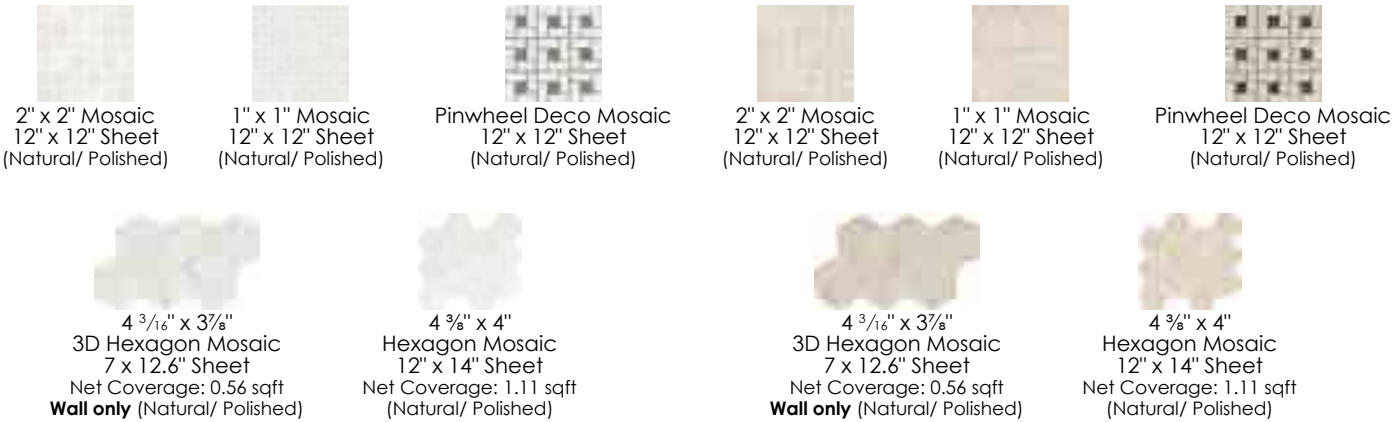 2" x 2" Mosaic
12" x 12" Sheet
(Natural/ Polished)
1" x 1" Mosaic
12" x 12" Sheet
(Natural/ Polished)
Pinwheel Deco Mosaic
12" x 12" Sheet
(Natural/ Polished)
2" x 2" Mosaic
12" x 12" Sheet
(Natural/ Polished)
1" x 1" Mosaic
12" x 12" Sheet
(Natural/ Polished)
Pinwheel Deco Mosaic
12" x 12" Sheet
(Natural/ Polished)
4 3/16" x 3⅞"
3D Hexagon Mosaic
7 x 12.6" Sheet
Net Coverage: 0.56 sqft
Wall only (Natural/ Polished)
4 ⅜" x 4"
Hexagon Mosaic
12" x 14" Sheet
Net Coverage: 1.11 sqft
(Natural/ Polished)
4 3/16" x 3⅞"
3D Hexagon Mosaic
7 x 12.6" Sheet
Net Coverage: 0.56 sqft
Wall only (Natural/ Polished)
4 ⅜" x 4"
Hexagon Mosaic
12" x 14" Sheet
Net Coverage: 1.11 sqft
(Natural/ Polished)